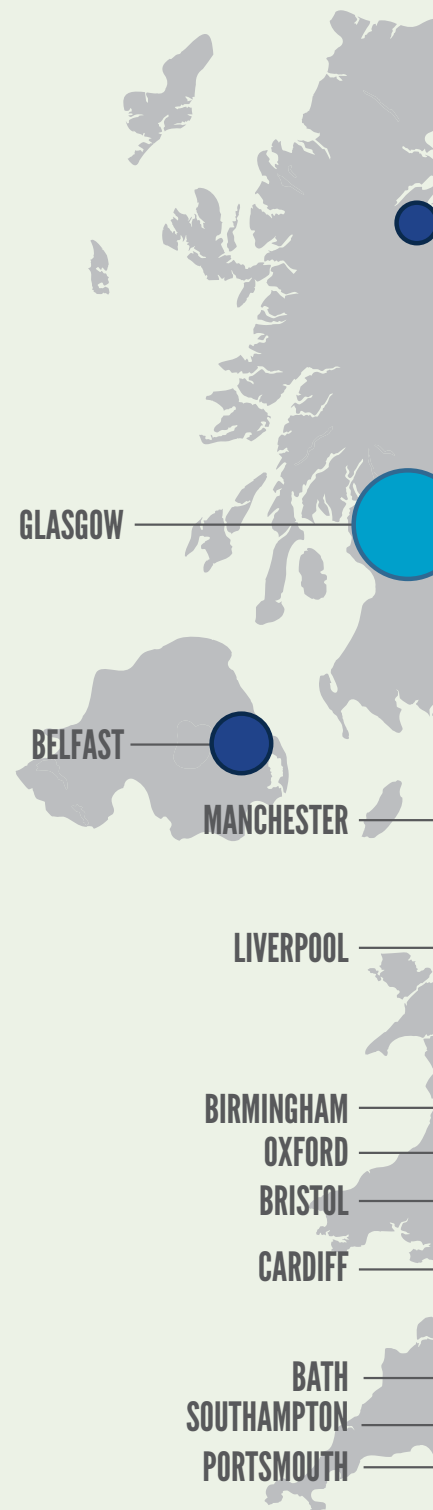 GLASGOW
BELFAST
MANCHESTER
LIVERPOOL
BIRMINGHAM
OXFORD
BRISTOL
CARDIFF
BATH
SOUTHAMPTON
PORTSMOUTH